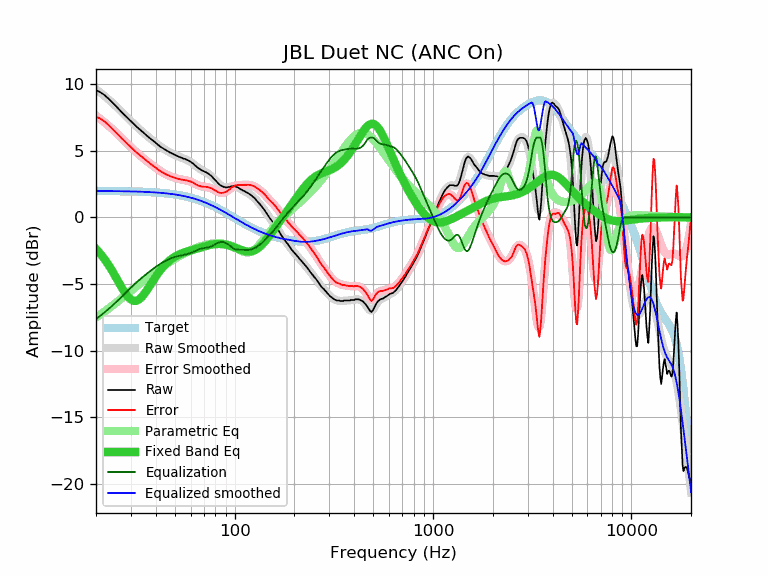 JBL Duet NC (ANC On)
Amplitude (dBr)
10
5
0
−5
−10
−15
−20
Target
Raw Smoothed
Error Smoothed
Raw
Error
Parametric Eq
Fixed Band Eq
Equalization
Equalized smoothed
100
1000
10000
Frequency (Hz)